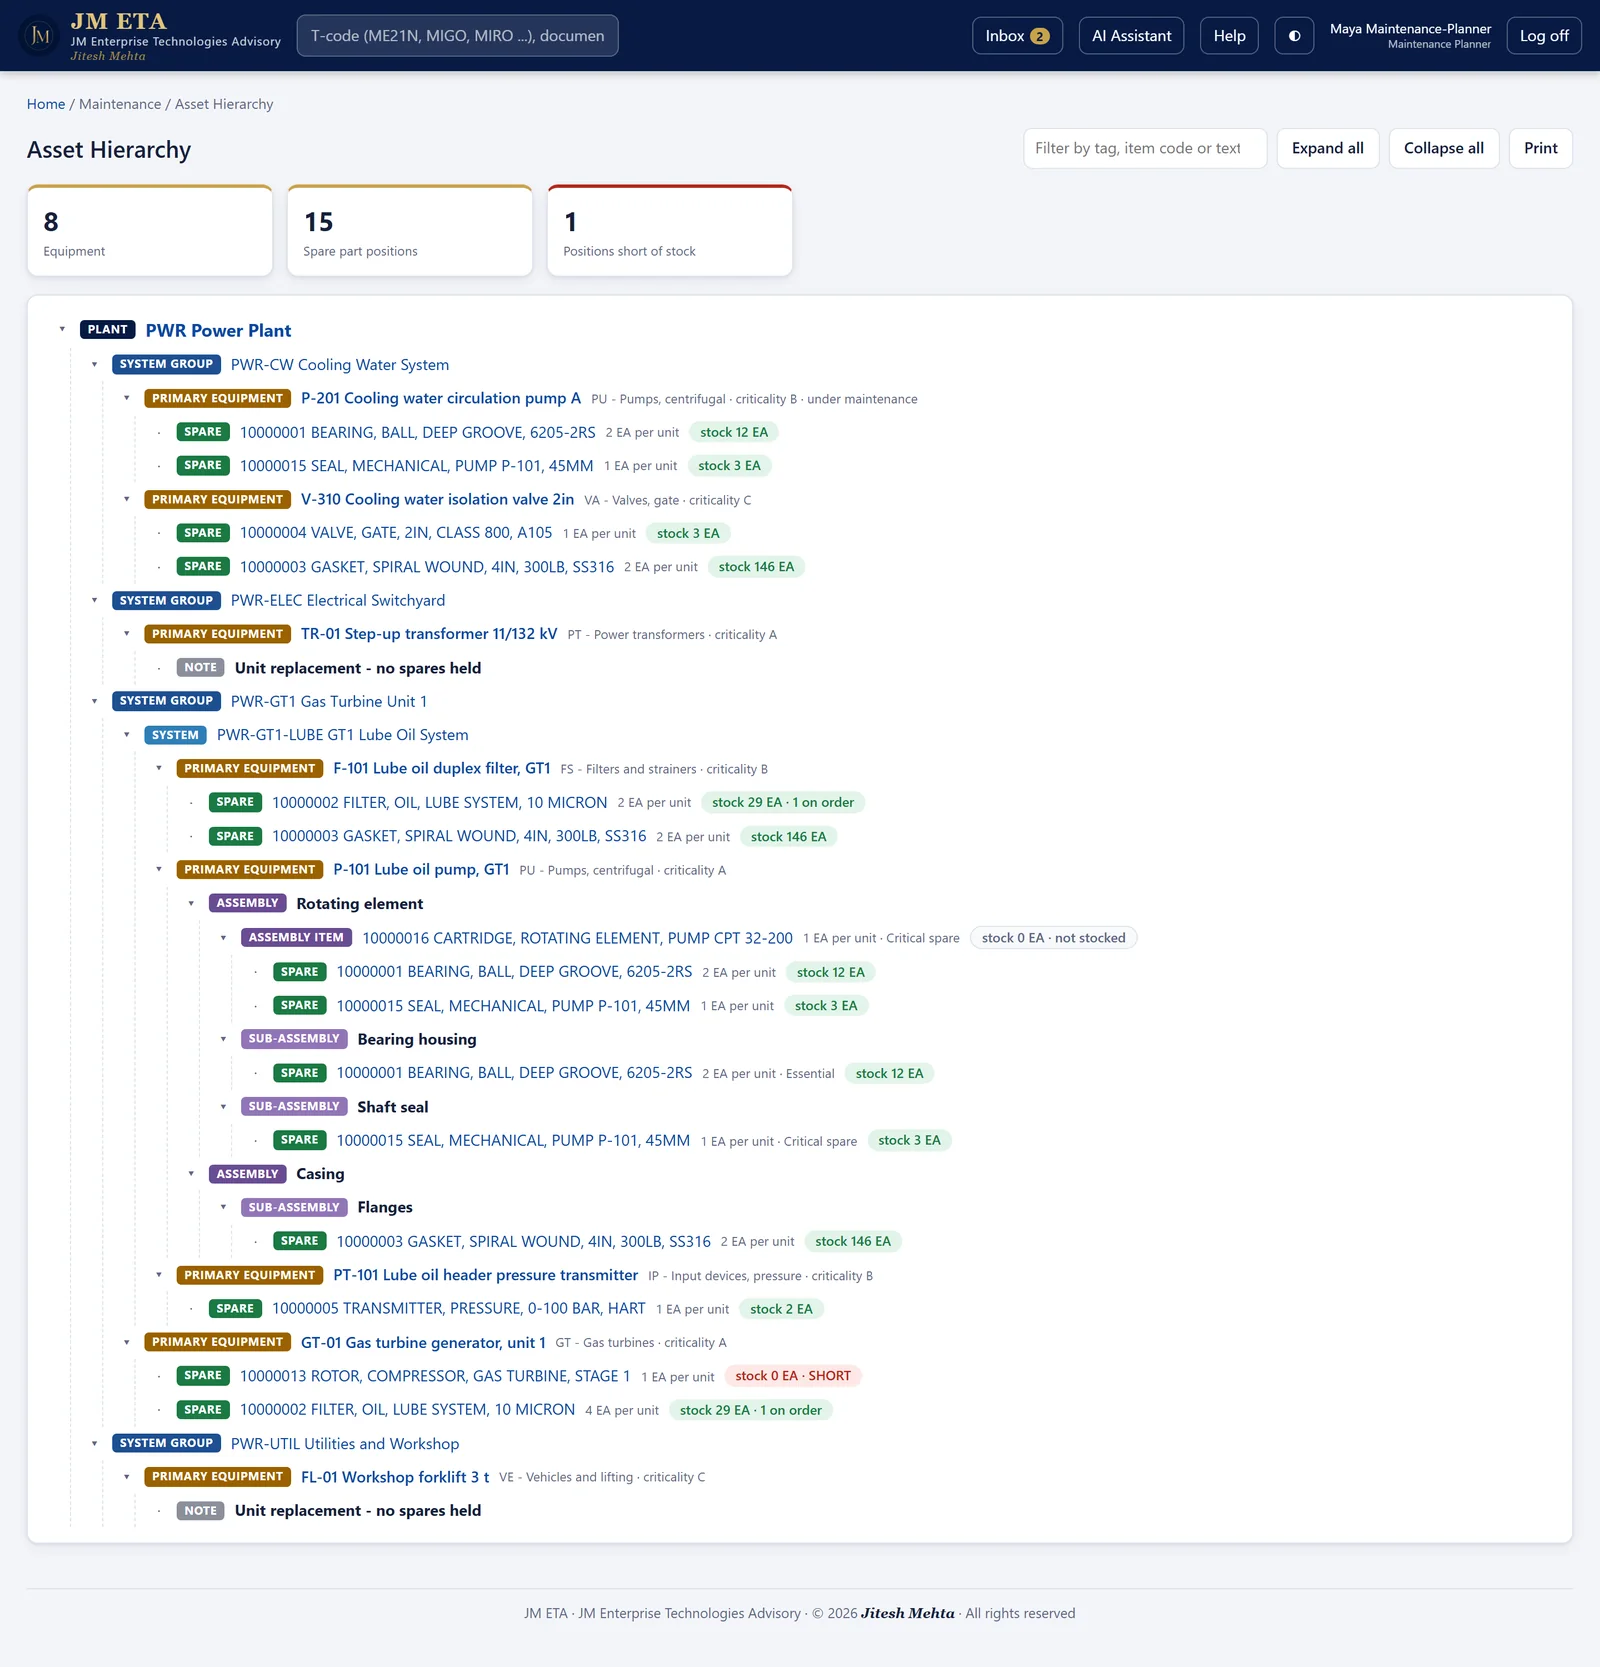 JM ETA
JM Enterprise Technologies Advisory
Jitesh Mehta
JM
T-code (ME21N, MIGO, MIRO ...), documen
Inbox 2
AI Assistant
Help
Maya Maintenance-Planner
Maintenance Planner
Log off
Home / Maintenance / Asset Hierarchy
Asset Hierarchy
Filter by tag, item code or text
Expand all
Collapse all
Print
8
Equipment
15
Spare part positions
1
Positions short of stock
PLANT PWR Power Plant
SYSTEM GROUP PWR-CW Cooling Water System
PRIMARY EQUIPMENT P-201 Cooling water circulation pump A PU - Pumps, centrifugal · criticality B · under maintenance
SPARE 10000001 BEARING, BALL, DEEP GROOVE, 6205-2RS 2 EA per unit stock 12 EA
SPARE 10000015 SEAL, MECHANICAL, PUMP P-101, 45MM 1 EA per unit stock 3 EA
PRIMARY EQUIPMENT V-310 Cooling water isolation valve 2in VA - Valves, gate · criticality C
SPARE 10000004 VALVE, GATE, 2IN, CLASS 800, A105 1 EA per unit stock 3 EA
SPARE 10000003 GASKET, SPIRAL WOUND, 4IN, 300LB, SS316 2 EA per unit stock 146 EA
SYSTEM GROUP PWR-ELEC Electrical Switchyard
PRIMARY EQUIPMENT TR-01 Step-up transformer 11/132 kV PT - Power transformers · criticality A
NOTE Unit replacement - no spares held
SYSTEM GROUP PWR-GT1 Gas Turbine Unit 1
SYSTEM PWR-GT1-LUBE GT1 Lube Oil System
PRIMARY EQUIPMENT F-101 Lube oil duplex filter, GT1 FS - Filters and strainers · criticality B
SPARE 10000002 FILTER, OIL, LUBE SYSTEM, 10 MICRON 2 EA per unit stock 29 EA · 1 on order
SPARE 10000003 GASKET, SPIRAL WOUND, 4IN, 300LB, SS316 2 EA per unit stock 146 EA
PRIMARY EQUIPMENT P-101 Lube oil pump, GT1 PU - Pumps, centrifugal · criticality A
ASSEMBLY Rotating element
ASSEMBLY ITEM 10000016 CARTRIDGE, ROTATING ELEMENT, PUMP CPT 32-200 1 EA per unit · Critical spare stock 0 EA · not stocked
SPARE 10000001 BEARING, BALL, DEEP GROOVE, 6205-2RS 2 EA per unit stock 12 EA
SPARE 10000015 SEAL, MECHANICAL, PUMP P-101, 45MM 1 EA per unit stock 3 EA
SUB-ASSEMBLY Bearing housing
SPARE 10000001 BEARING, BALL, DEEP GROOVE, 6205-2RS 2 EA per unit · Essential stock 12 EA
SUB-ASSEMBLY Shaft seal
SPARE 10000015 SEAL, MECHANICAL, PUMP P-101, 45MM 1 EA per unit · Critical spare stock 3 EA
ASSEMBLY Casing
SUB-ASSEMBLY Flanges
SPARE 10000003 GASKET, SPIRAL WOUND, 4IN, 300LB, SS316 2 EA per unit stock 146 EA
PRIMARY EQUIPMENT PT-101 Lube oil header pressure transmitter IP - Input devices, pressure · criticality B
SPARE 10000005 TRANSMITTER, PRESSURE, 0-100 BAR, HART 1 EA per unit stock 2 EA
PRIMARY EQUIPMENT GT-01 Gas turbine generator, unit 1 GT - Gas turbines · criticality A
SPARE 10000013 ROTOR, COMPRESSOR, GAS TURBINE, STAGE 1 1 EA per unit stock 0 EA · SHORT
SPARE 10000002 FILTER, OIL, LUBE SYSTEM, 10 MICRON 4 EA per unit stock 29 EA · 1 on order
SYSTEM GROUP PWR-UTIL Utilities and Workshop
PRIMARY EQUIPMENT FL-01 Workshop forklift 3 t VE - Vehicles and lifting · criticality C
NOTE Unit replacement - no spares held
JM ETA · JM Enterprise Technologies Advisory · © 2026 Jitesh Mehta · All rights reserved